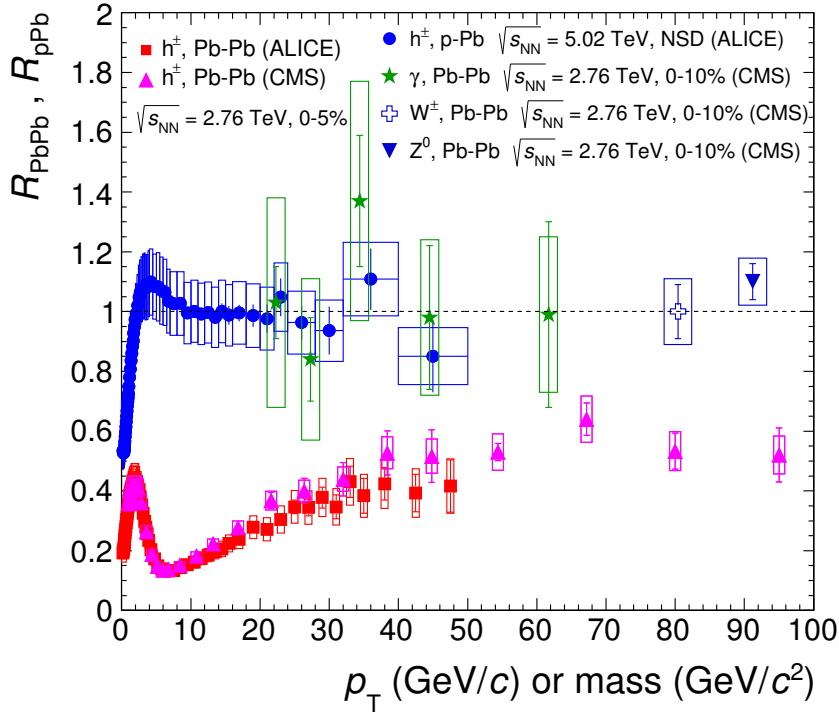 R_PbPb , R_pPb
2
1.8
1.6
1.4
1.2
1
0.8
0.6
0.4
0.2
0
h±, Pb-Pb (ALICE)
h±, Pb-Pb (CMS)
√s_NN = 2.76 TeV, 0-5%
h±, p-Pb √s_NN = 5.02 TeV, NSD (ALICE)
γ, Pb-Pb √s_NN = 2.76 TeV, 0-10% (CMS)
W±, Pb-Pb √s_NN = 2.76 TeV, 0-10% (CMS)
Z⁰, Pb-Pb √s_NN = 2.76 TeV, 0-10% (CMS)
0 10 20 30 40 50 60 70 80 90 100
p_T (GeV/c) or mass (GeV/c²)